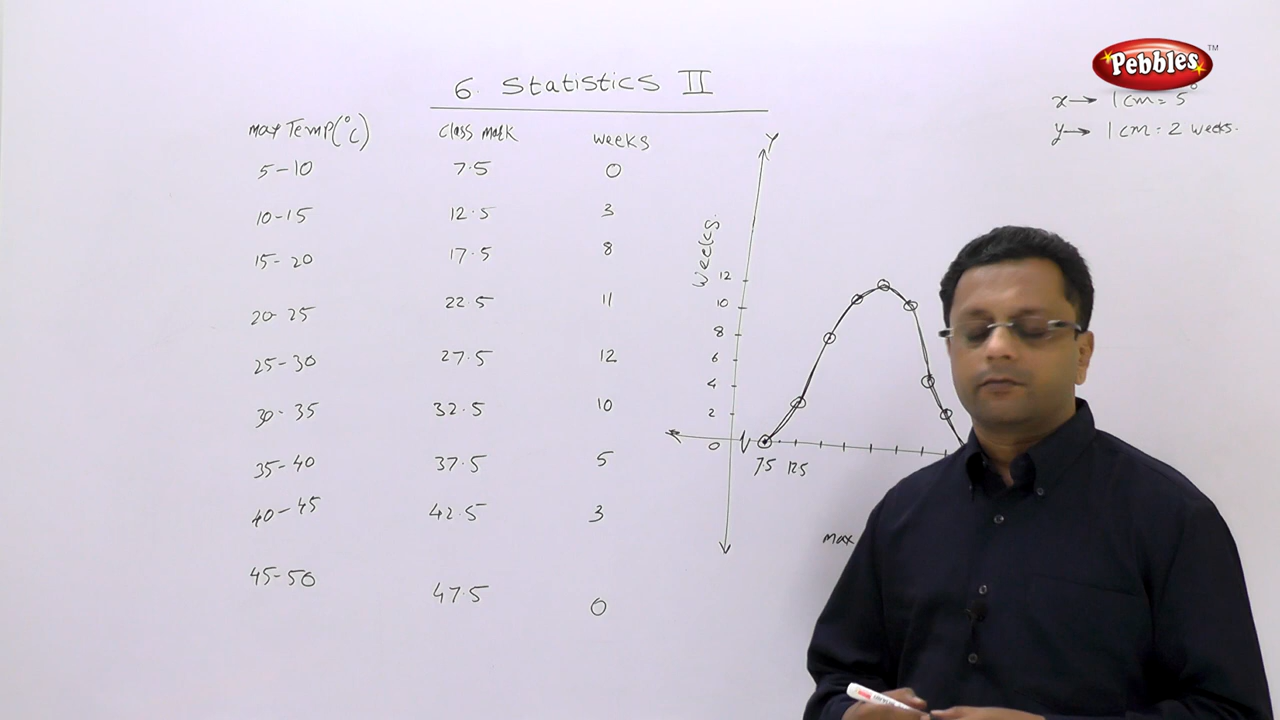 Pebbles™
6. Statistics II
x→ 1 cm = 5°
y→ 1 cm = 2 weeks.
max Temp(°C) class mark weeks
5-10 7.5 0
10-15 12.5 3
15-20 17.5 8
20-25 22.5 11
25-30 27.5 12
30-35 32.5 10
35-40 37.5 5
40-45 42.5 3
45-50 47.5 0
Y
weeks.
12
10
8
6
4
2
0
7.5 12.5
max